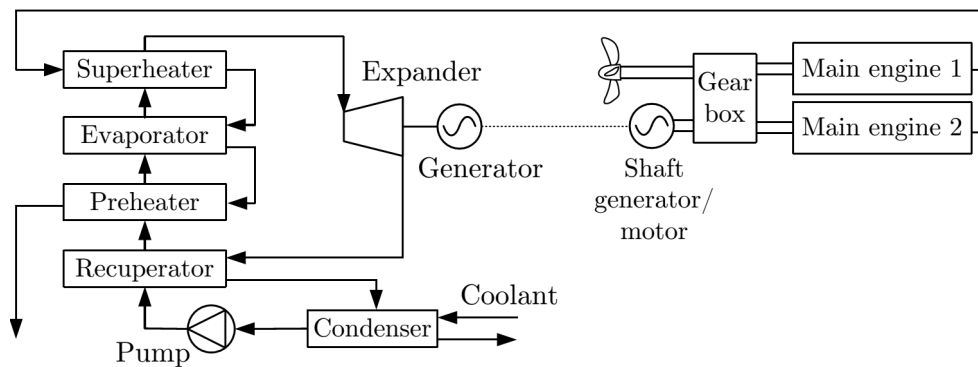 Superheater
Expander
Main engine 1
Gear
box
Evaporator
Main engine 2
Generator
Shaft
generator/
motor
Preheater
Recuperator
Coolant
Condenser
Pump